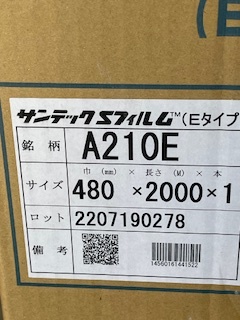 (E
サンテックSフィルム™(Eタイプ
銘柄 A210E
巾(mm) × 長さ(M) × 本
サイズ 480 ×2000×1
ロット 2207190278
備考
14560161441522